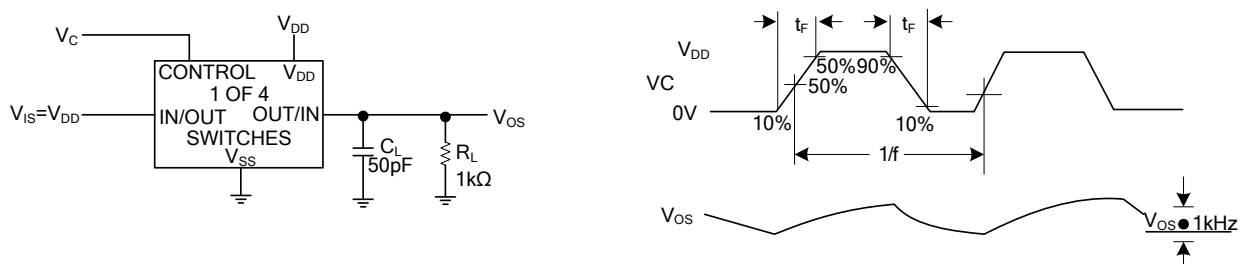 V_C
V_DD
CONTROL V_DD
1 OF 4
V_IS=V_DD
IN/OUT OUT/IN
SWITCHES
V_SS
V_OS
C_L
50pF
R_L
1kΩ
t_F t_F
V_DD
VC
0V
50% 90%
50%
10% 10%
1/f
V_OS
V_OS ● 1kHz